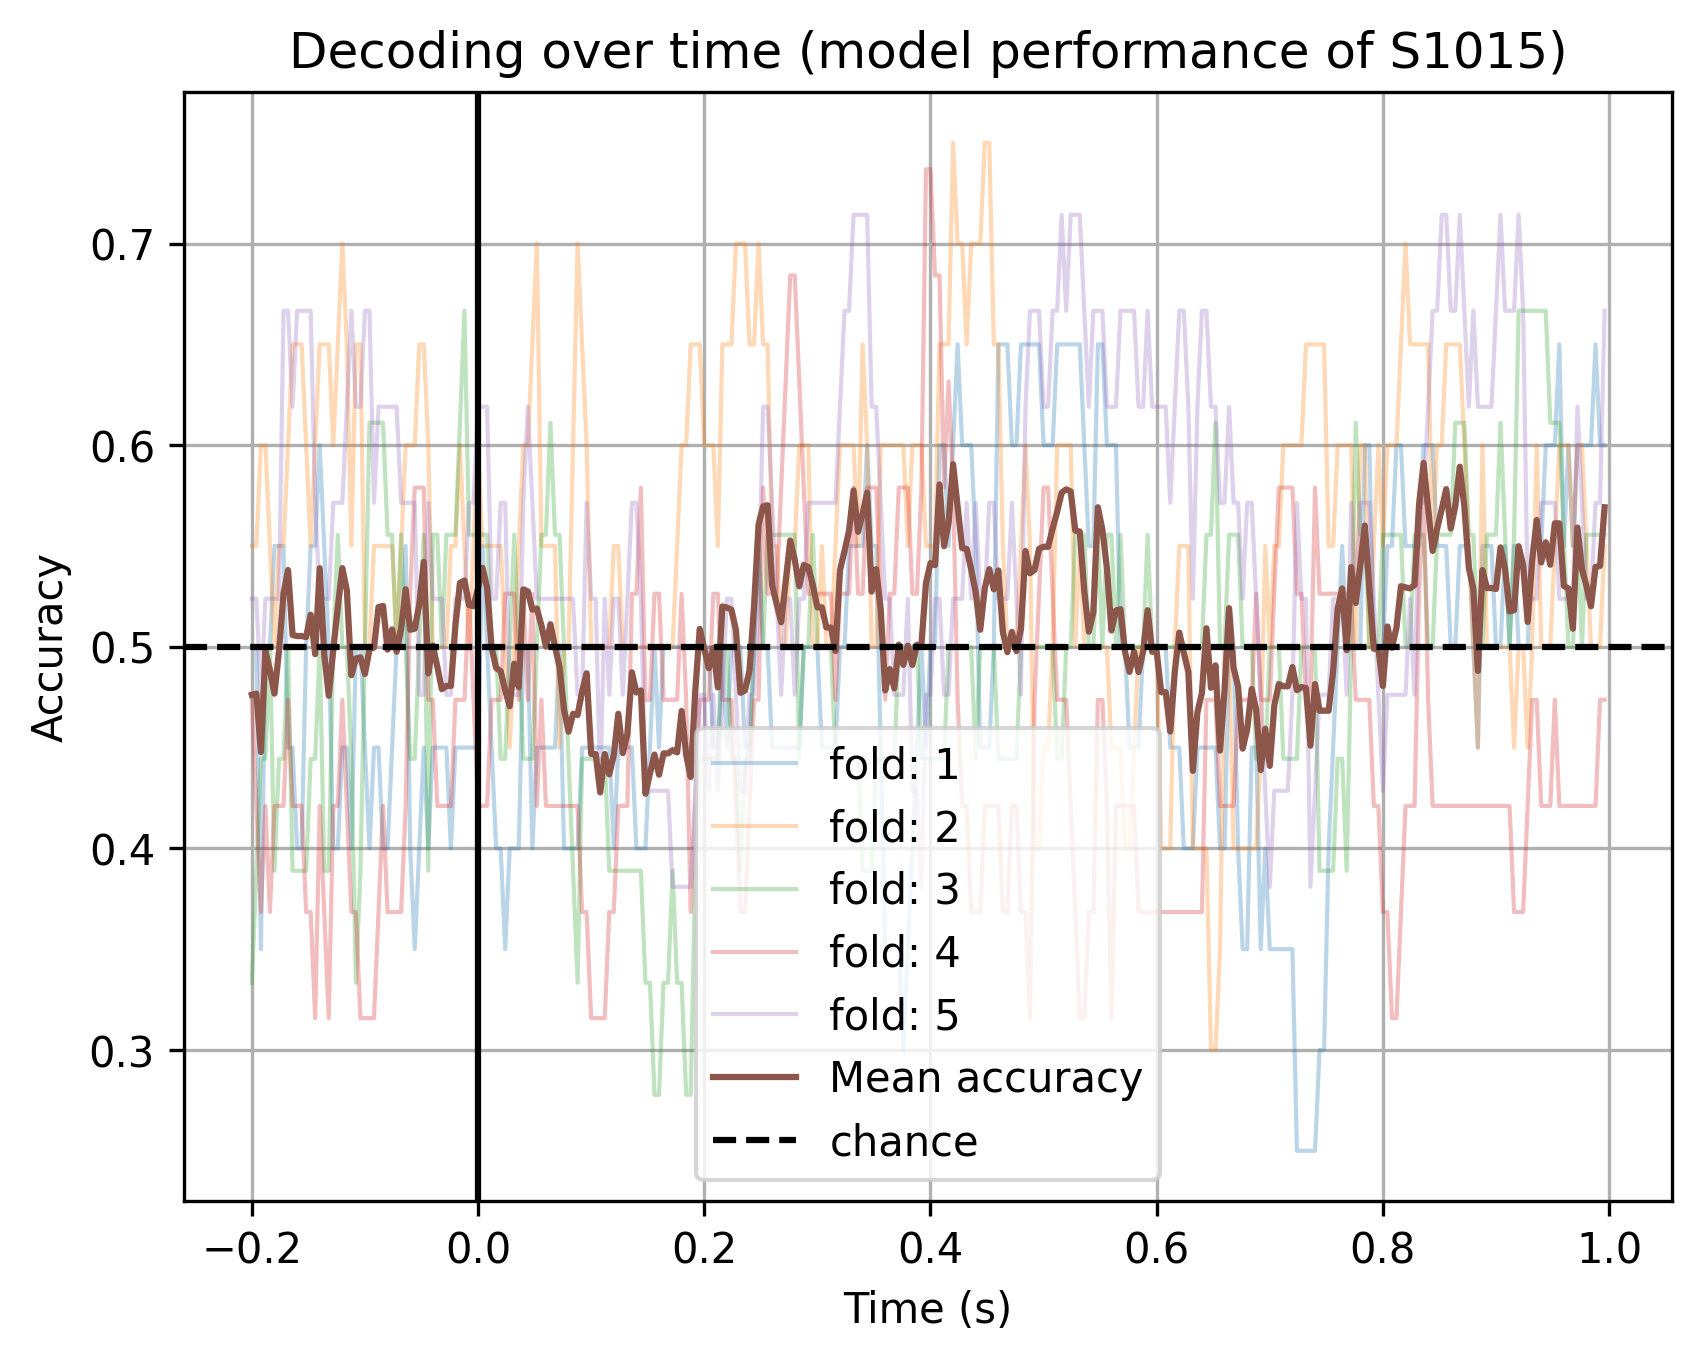 Decoding over time (model performance of S1015)
Accuracy
0.7
0.6
0.5
0.4
0.3
fold: 1
fold: 2
fold: 3
fold: 4
fold: 5
Mean accuracy
chance
−0.2 0.0 0.2 0.4 0.6 0.8 1.0
Time (s)